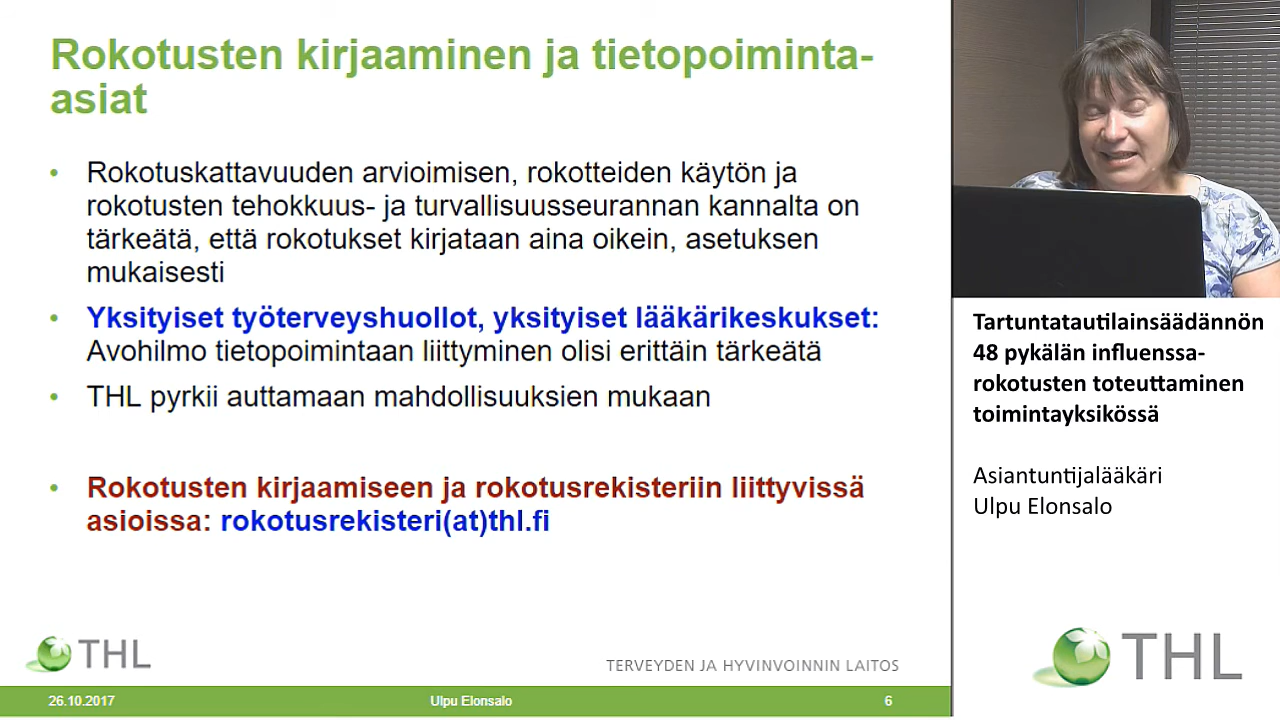 Rokotusten kirjaaminen ja tietopoiminta-
asiat
• Rokotuskattavuuden arvioimisen, rokotteiden käytön ja
rokotusten tehokkuus- ja turvallisuusseurannan kannalta on
tärkeätä, että rokotukset kirjataan aina oikein, asetuksen
mukaisesti
• Yksityiset työterveyshuollot, yksityiset lääkärikeskukset:
Avohilmo tietopoimintaan liittyminen olisi erittäin tärkeätä
• THL pyrkii auttamaan mahdollisuuksien mukaan
• Rokotusten kirjaamiseen ja rokotusrekisteriin liittyvissä
asioissa: rokotusrekisteri(at)thl.fi
THL
TERVEYDEN JA HYVINVOINNIN LAITOS
26.10.2017
Ulpu Elonsalo
6
Tartuntatautilainsäädännön
48 pykälän influenssa-
rokotusten toteuttaminen
toimintayksikössä
Asiantuntijalääkäri
Ulpu Elonsalo
THL